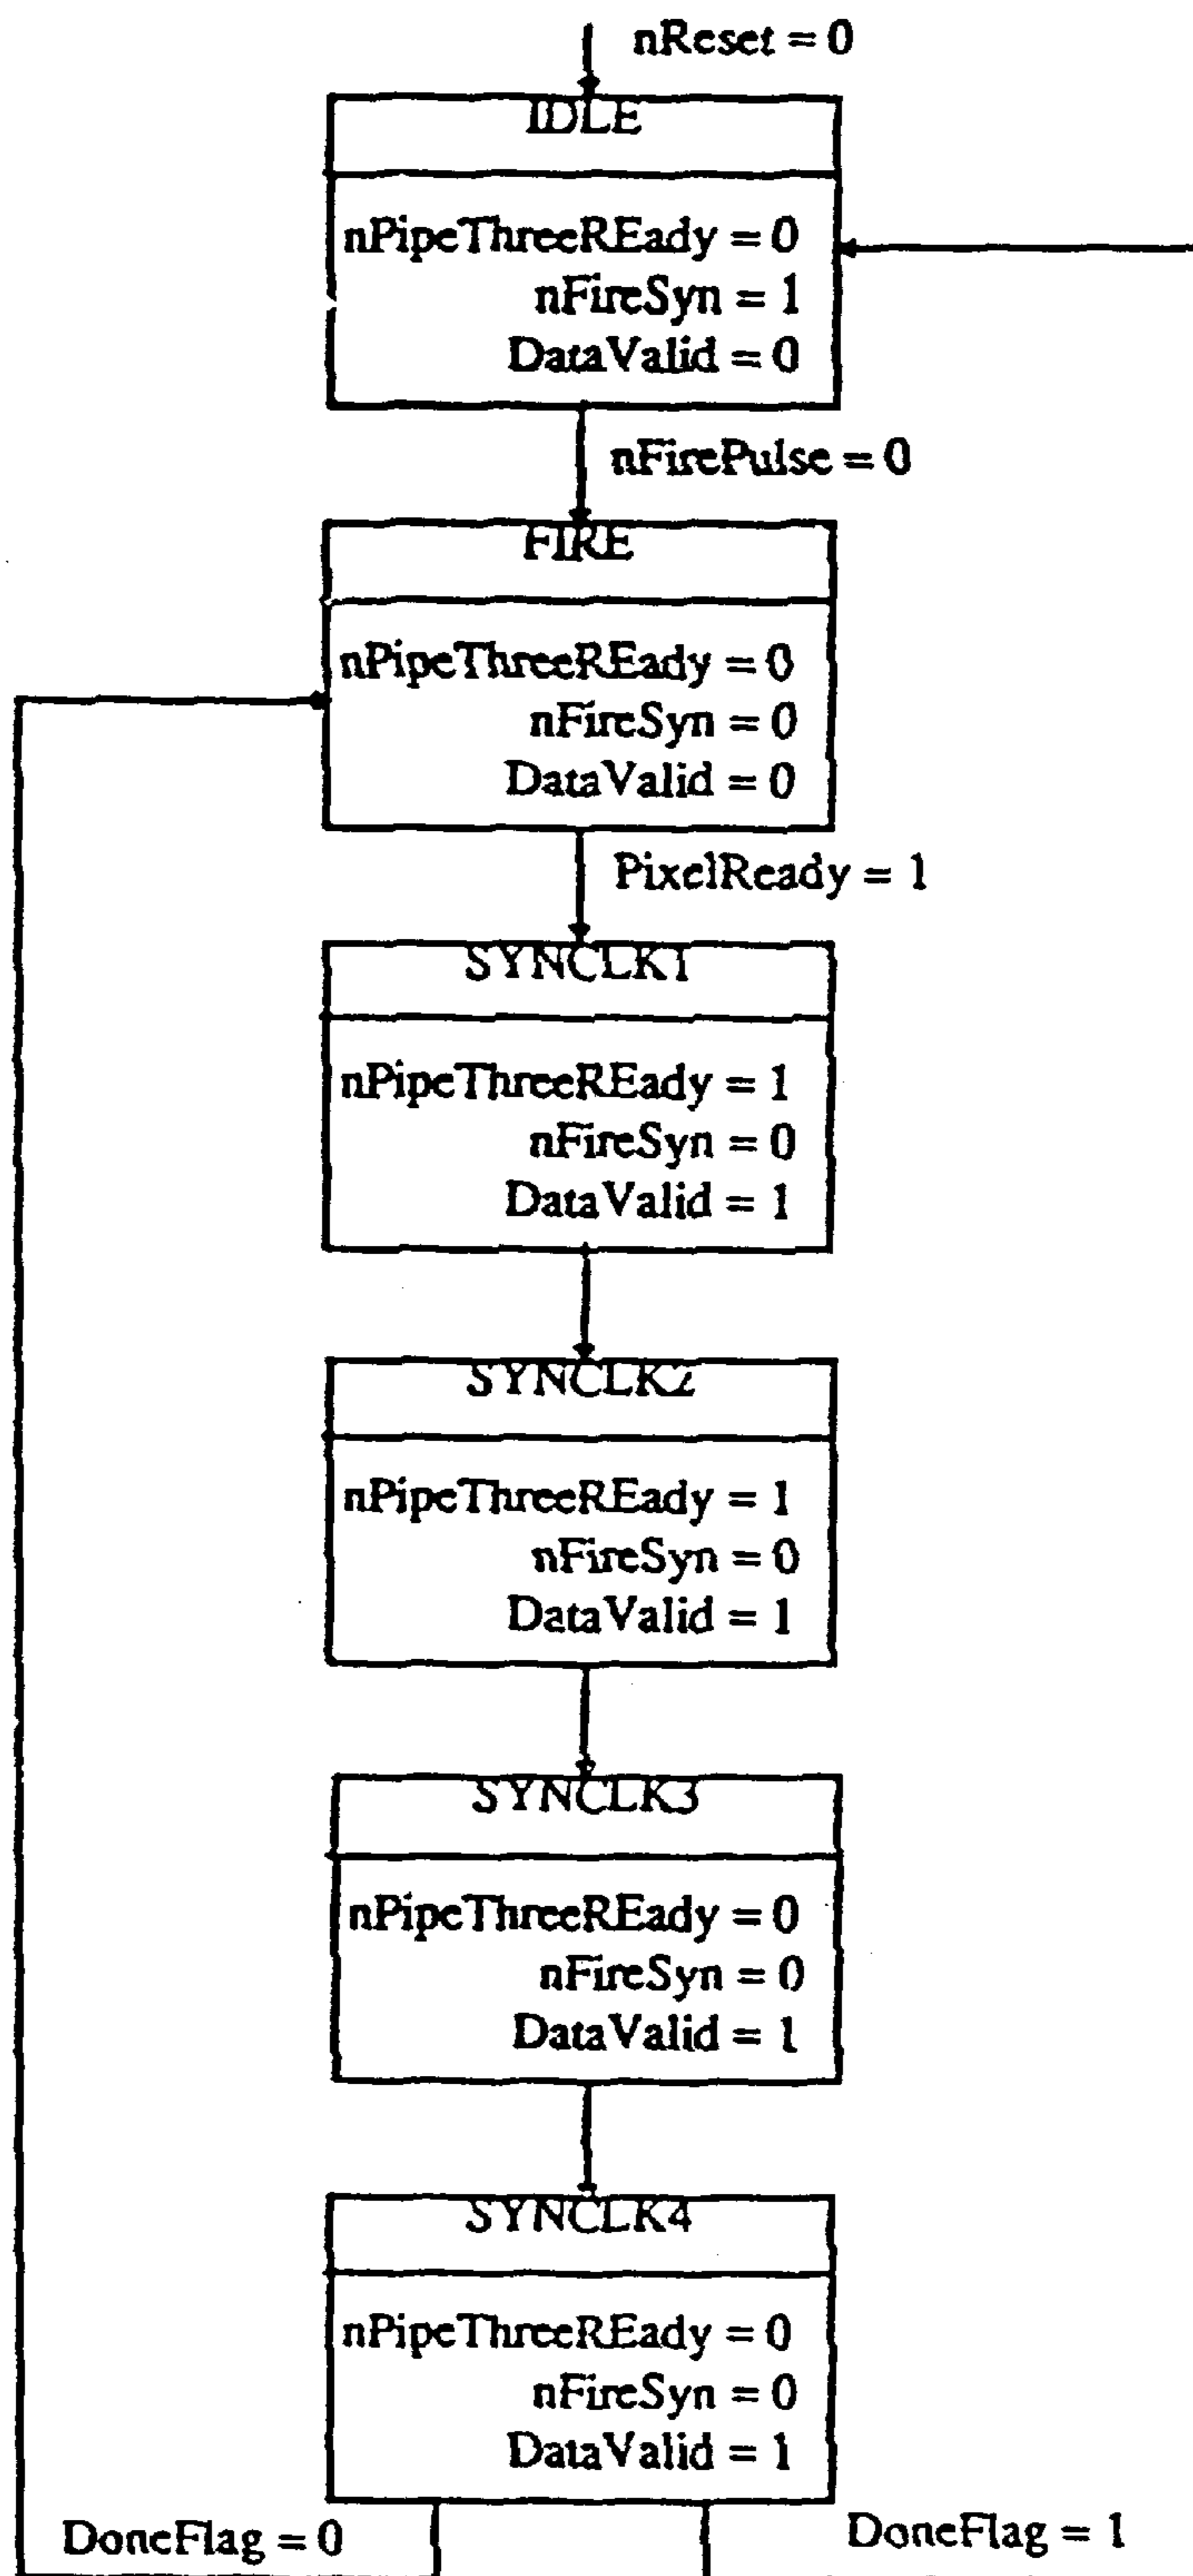 nReset = 0
IDLE
nPipeThreeREady = 0
nFireSyn = 1
DataValid = 0
nFirePulse = 0
FIRE
nPipeThreeREady = 0
nFireSyn = 0
DataValid = 0
PixelReady = 1
SYNCLK1
nPipeThreeREady = 1
nFireSyn = 0
DataValid = 1
SYNCLK2
nPipeThreeREady = 1
nFireSyn = 0
DataValid = 1
SYNCLK3
nPipeThreeREady = 0
nFireSyn = 0
DataValid = 1
SYNCLK4
nPipeThreeREady = 0
nFireSyn = 0
DataValid = 1
DoneFlag = 0
DoneFlag = 1